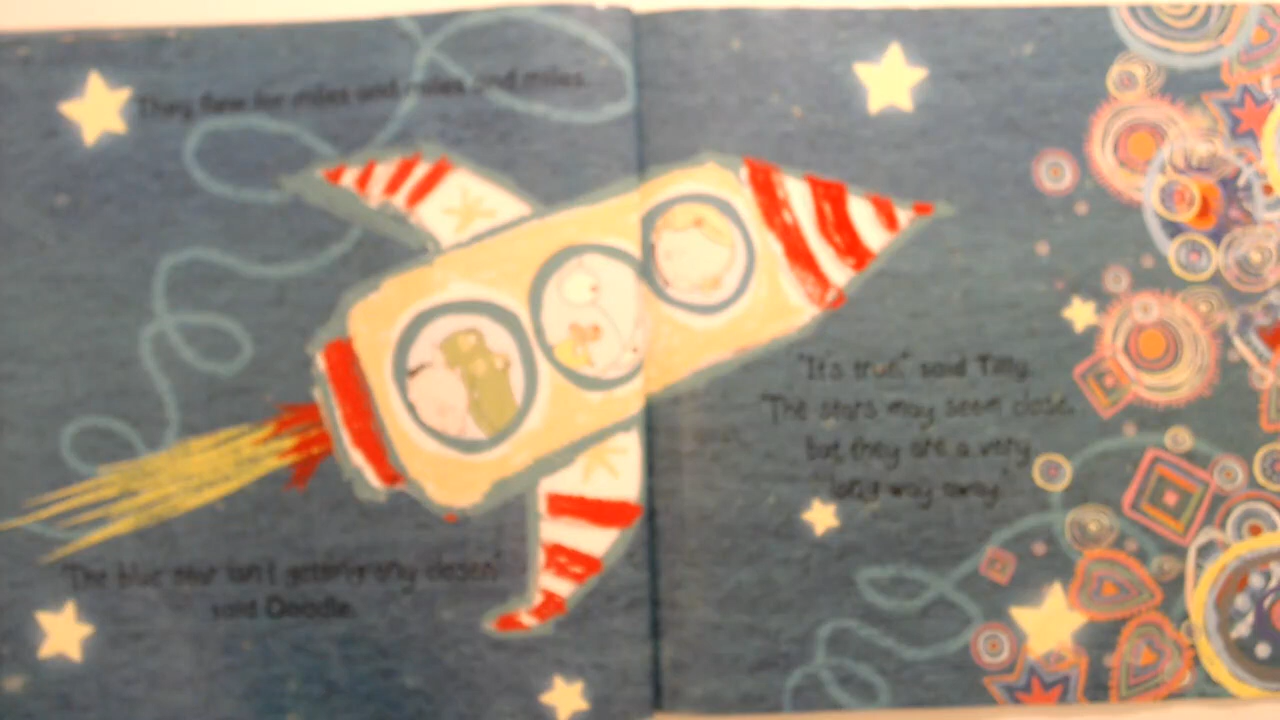 They flew for miles and miles and miles.
"The blue star isn't getting any closer,"
said Doodle.
"It's true," said Tilly.
"The stars may seem close,
but they are a very
long way away."